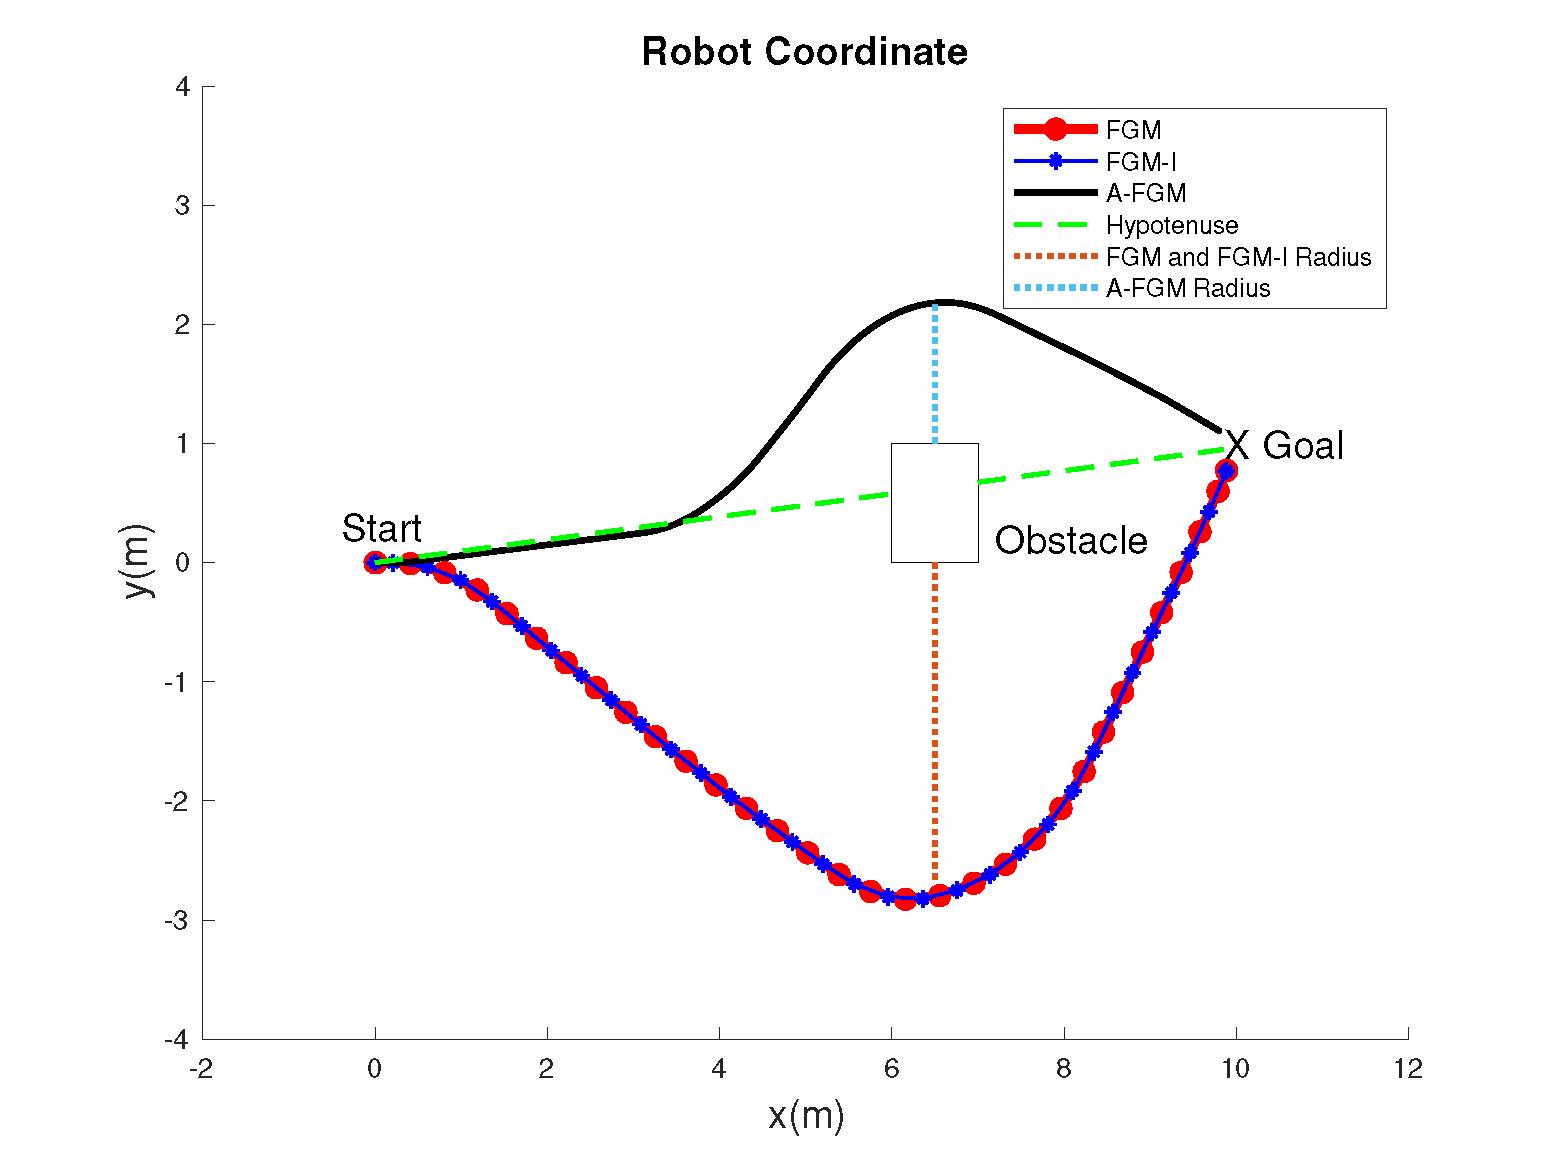 Robot Coordinate
4
3
2
1
0
-1
-2
-3
-4
y(m)
FGM
FGM-I
A-FGM
Hypotenuse
FGM and FGM-I Radius
A-FGM Radius
X Goal
Start
Obstacle
-2 0 2 4 6 8 10 12
x(m)